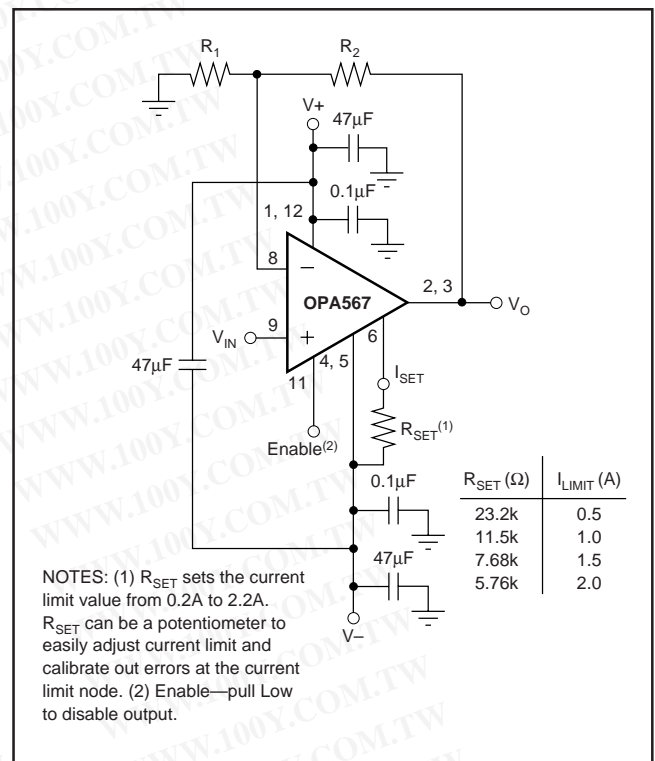 R1
R2
V+
47µF
0.1µF
1, 12
8
−
OPA567
2, 3
VO
VIN
9
+
6
4, 5
11
47µF
ISET
RSET(1)
Enable(2)
0.1µF
47µF
V–
RSET (Ω) ILIMIT (A)
23.2k 0.5
11.5k 1.0
7.68k 1.5
5.76k 2.0
NOTES: (1) RSET sets the current
limit value from 0.2A to 2.2A.
RSET can be a potentiometer to
easily adjust current limit and
calibrate out errors at the current
limit node. (2) Enable—pull Low
to disable output.
WWW.100Y.COM.TW